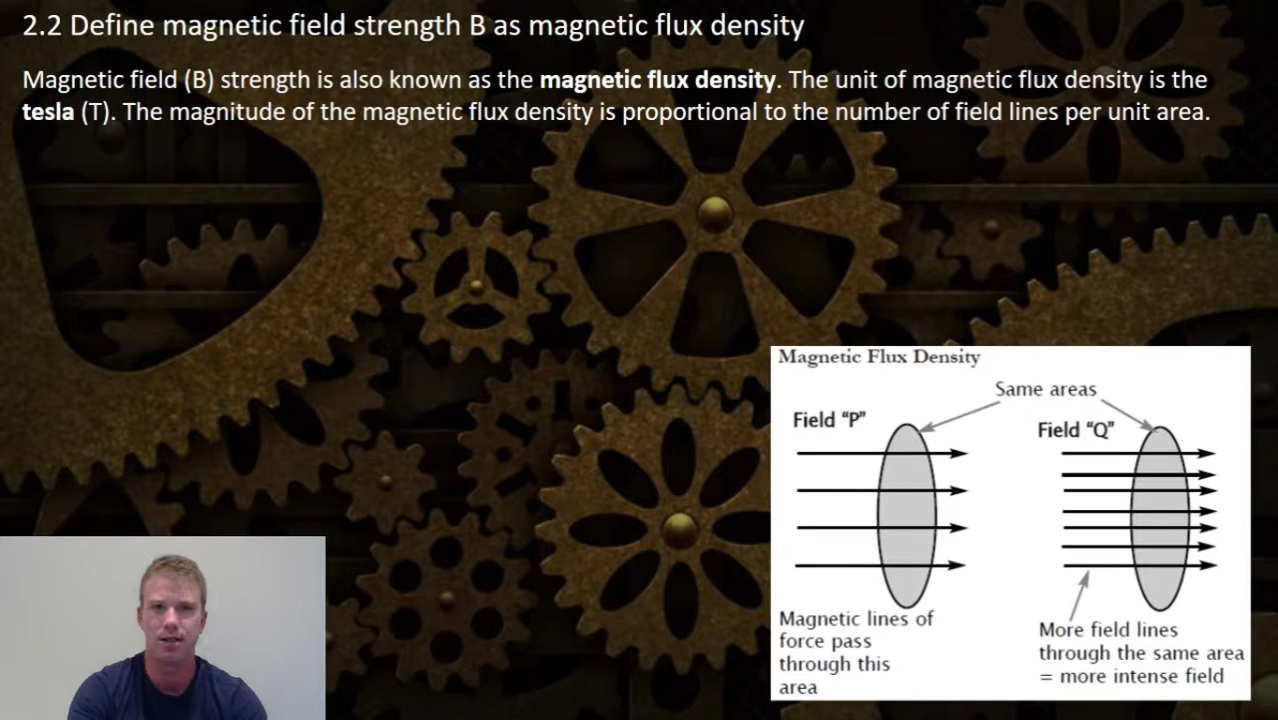 2.2 Define magnetic field strength B as magnetic flux density
Magnetic field (B) strength is also known as the magnetic flux density. The unit of magnetic flux density is the
tesla (T). The magnitude of the magnetic flux density is proportional to the number of field lines per unit area.
Magnetic Flux Density
Same areas
Field “P”
Field “Q”
Magnetic lines of
force pass
through this
area
More field lines
through the same area
= more intense field